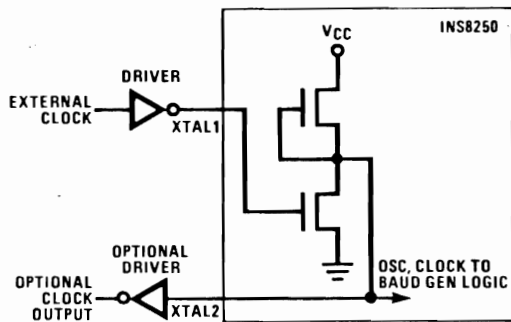 INS8250
VCC
DRIVER
EXTERNAL
CLOCK
XTAL1
OPTIONAL
DRIVER
OPTIONAL
CLOCK
OUTPUT
XTAL2
OSC, CLOCK TO
BAUD GEN LOGIC